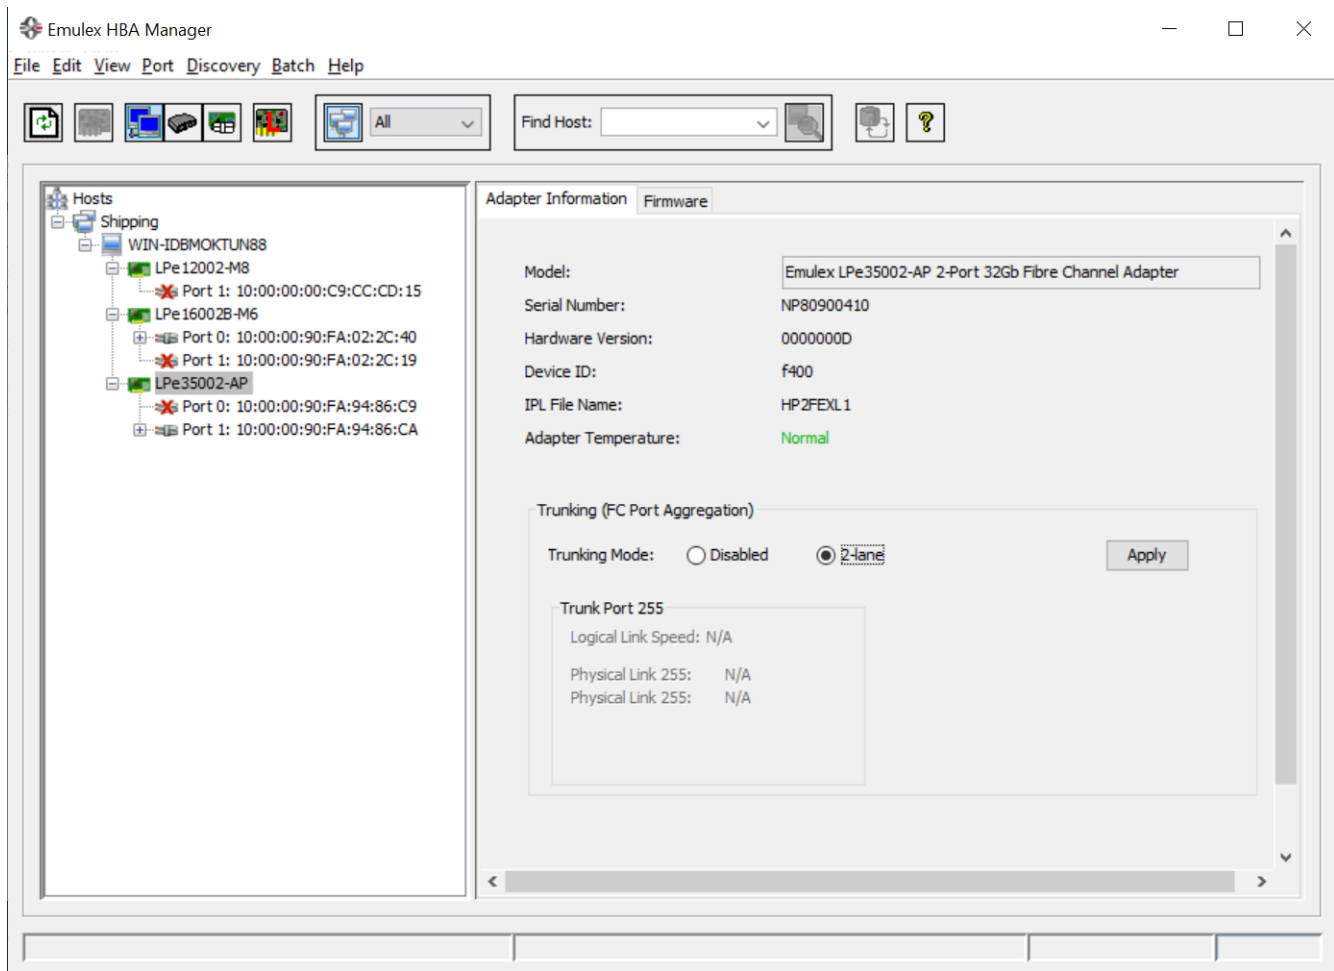 Emulex HBA Manager
File Edit View Port Discovery Batch Help
All
Find Host:
Hosts
Shipping
WIN-IDBMOKTUN88
LPe12002-M8
Port 1: 10:00:00:00:C9:CC:CD:15
LPe16002B-M6
Port 0: 10:00:00:90:FA:02:2C:40
Port 1: 10:00:00:90:FA:02:2C:19
LPe35002-AP
Port 0: 10:00:00:90:FA:94:86:C9
Port 1: 10:00:00:90:FA:94:86:CA
Adapter Information Firmware
Model: Emulex LPe35002-AP 2-Port 32Gb Fibre Channel Adapter
Serial Number: NP80900410
Hardware Version: 0000000D
Device ID: f400
IPL File Name: HP2FEXL1
Adapter Temperature: Normal
Trunking (FC Port Aggregation)
Trunking Mode: Disabled 2-lane Apply
Trunk Port 255
Logical Link Speed: N/A
Physical Link 255: N/A
Physical Link 255: N/A